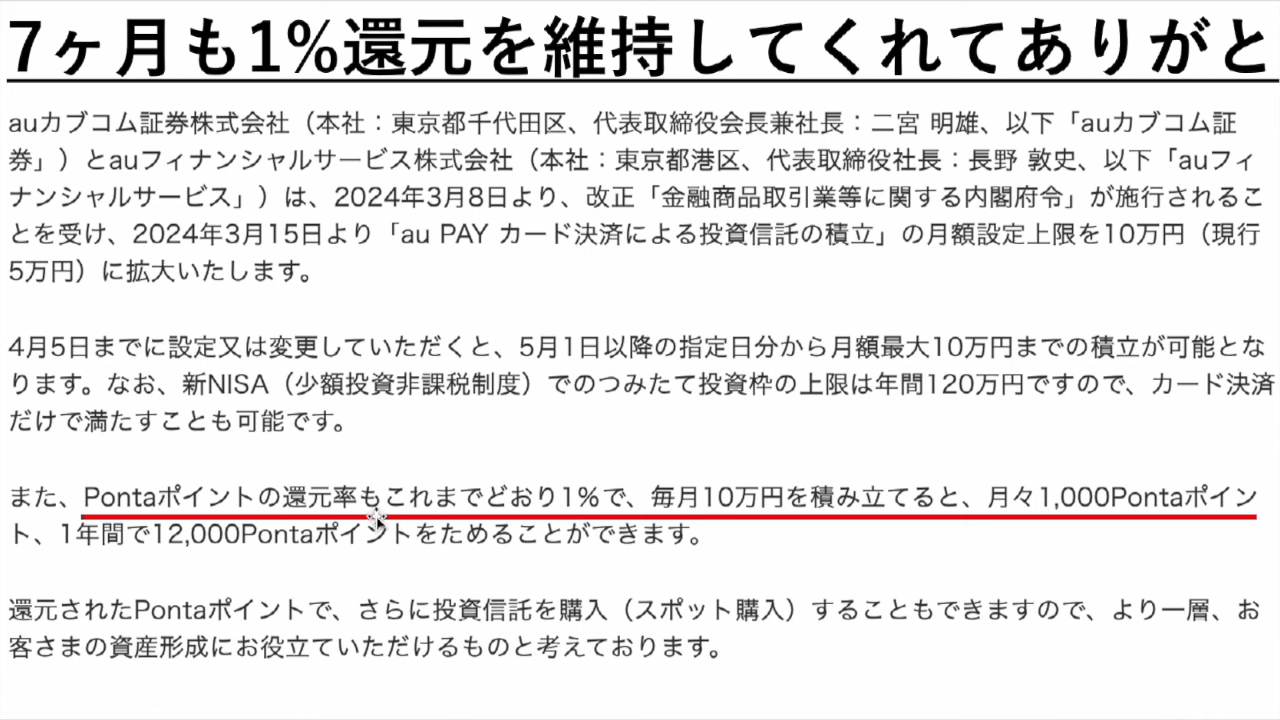 7ヶ月も1%還元を維持してくれてありがと
auカブコム証券株式会社（本社：東京都千代田区、代表取締役会長兼社長：二宮 明雄、以下「auカブコム証
券」）とauフィナンシャルサービス株式会社（本社：東京都港区、代表取締役社長：長野 敦史、以下「auフィ
ナンシャルサービス」）は、2024年3月8日より、改正「金融商品取引業等に関する内閣府令」が施行されるこ
とを受け、2024年3月15日より「au PAY カード決済による投資信託の積立」の月額設定上限を10万円（現行
5万円）に拡大いたします。
4月5日までに設定又は変更していただくと、5月1日以降の指定日分から月額最大10万円までの積立が可能とな
ります。なお、新NISA（少額投資非課税制度）でのつみたて投資枠の上限は年間120万円ですので、カード決済
だけで満たすことも可能です。
また、Pontaポイントの還元率もこれまでどおり1％で、毎月10万円を積み立てると、月々1,000Pontaポイン
ト、1年間で12,000Pontaポイントをためることができます。
還元されたPontaポイントで、さらに投資信託を購入（スポット購入）することもできますので、より一層、お
客さまの資産形成にお役立ていただけるものと考えております。